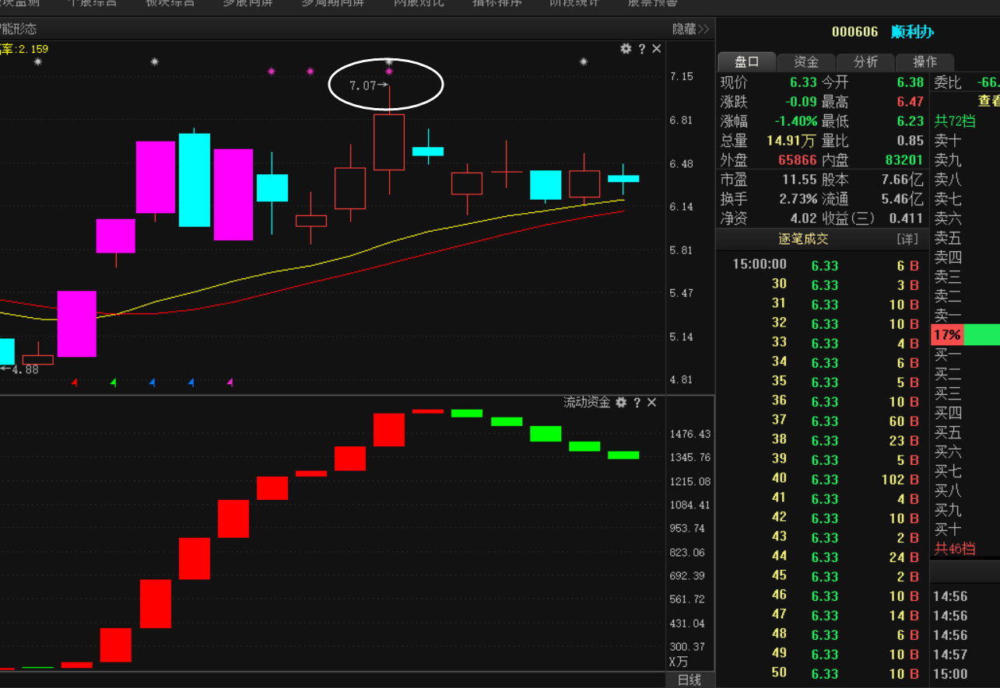 块监测 个股综合 板块综合 多股同屏 多周期同屏 两股对比 指标排序 阶段统计 股票预警
能形态 隐藏>>
率:2.159
7.07→
←4.88
7.15
6.81
6.48
6.14
5.81
5.47
5.14
4.81
流动资金 ? ×
1476.43
1345.76
1215.08
1084.41
953.74
823.06
692.39
561.72
431.04
300.37
X万
日线
000606 顺利办
盘口 资金 分析 操作
现价 6.33 今开 6.38
涨跌 -0.09 最高 6.47
涨幅 -1.40% 最低 6.23
总量 14.91万 量比 0.85
外盘 65866 内盘 83201
市盈 11.55 股本 7.66亿
换手 2.73% 流通 5.46亿
净资 4.02 收益(三) 0.411
逐笔成交 [详]
15:00:00 6.33 6 B
30 6.33 3 B
31 6.33 10 B
32 6.33 10 B
33 6.33 4 B
34 6.33 6 B
35 6.33 5 B
36 6.33 10 B
37 6.33 60 B
38 6.33 23 B
39 6.33 5 B
40 6.33 102 B
41 6.33 4 B
42 6.33 10 B
43 6.33 2 B
44 6.33 24 B
45 6.33 2 B
46 6.33 10 B
47 6.33 14 B
48 6.33 6 B
49 6.33 10 B
50 6.33 10 B
委比 -66.
查看
共72档
卖十
卖九
卖八
卖七
卖六
卖五
卖四
卖三
卖二
卖一
17%
买一
买二
买三
买四
买五
买六
买七
买八
买九
买十
共46档
14:56
14:56
14:56
14:57
15:00